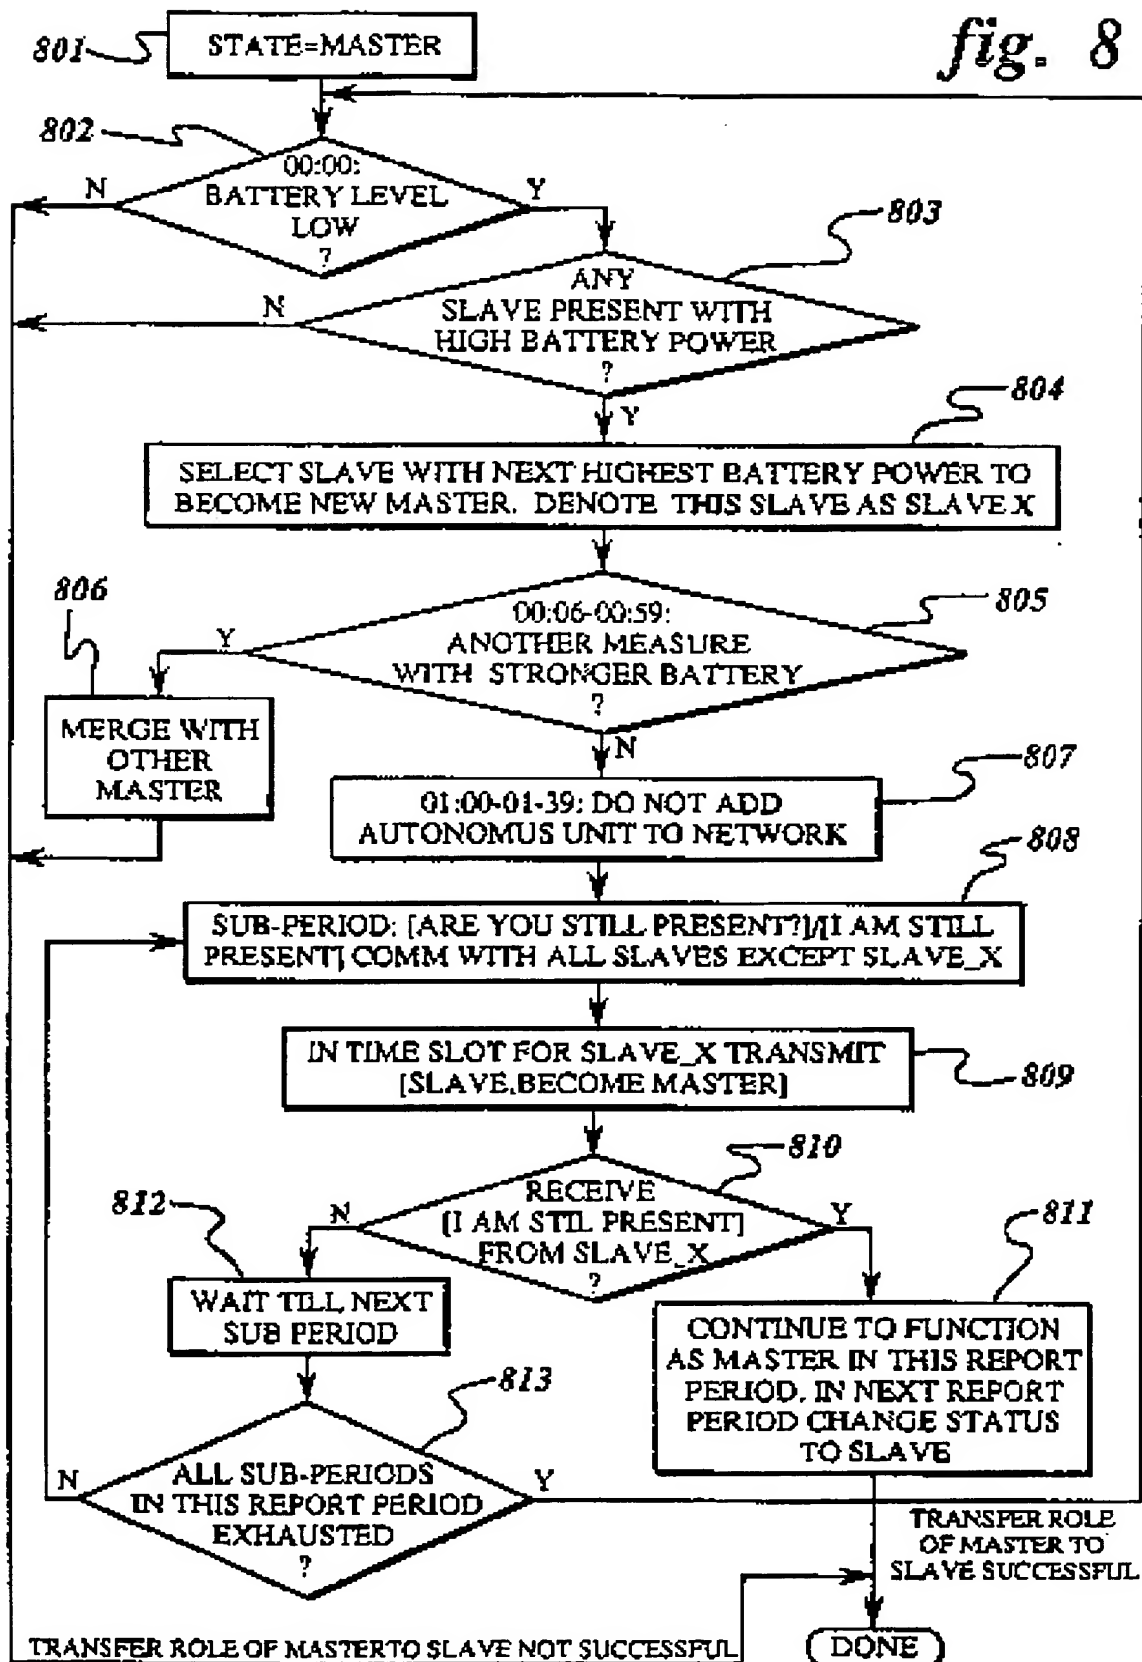 fig. 8
801
STATE=MASTER
802
00:00:
BATTERY LEVEL
LOW
?
N
Y
803
ANY
SLAVE PRESENT WITH
HIGH BATTERY POWER
?
N
Y
804
SELECT SLAVE WITH NEXT HIGHEST BATTERY POWER TO
BECOME NEW MASTER. DENOTE THIS SLAVE AS SLAVE X
805
00:06-00:59:
ANOTHER MEASURE
WITH STRONGER BATTERY
?
Y
N
806
MERGE WITH
OTHER
MASTER
807
01:00-01-39: DO NOT ADD
AUTONOMUS UNIT TO NETWORK
808
SUB-PERIOD: [ARE YOU STILL PRESENT?]/[I AM STILL
PRESENT] COMM WITH ALL SLAVES EXCEPT SLAVE_X
IN TIME SLOT FOR SLAVE_X TRANSMIT
[SLAVE.BECOME MASTER]
809
810
RECEIVE
[I AM STIL PRESENT]
FROM SLAVE_X
?
N
Y
812
WAIT TILL NEXT
SUB PERIOD
811
CONTINUE TO FUNCTION
AS MASTER IN THIS REPORT
PERIOD. IN NEXT REPORT
PERIOD CHANGE STATUS
TO SLAVE
813
ALL SUB-PERIODS
IN THIS REPORT PERIOD
EXHAUSTED
?
N
Y
TRANSFER ROLE
OF MASTER TO
SLAVE SUCCESSFUL
TRANSFER ROLE OF MASTERTO SLAVE NOT SUCCESSFUL
DONE